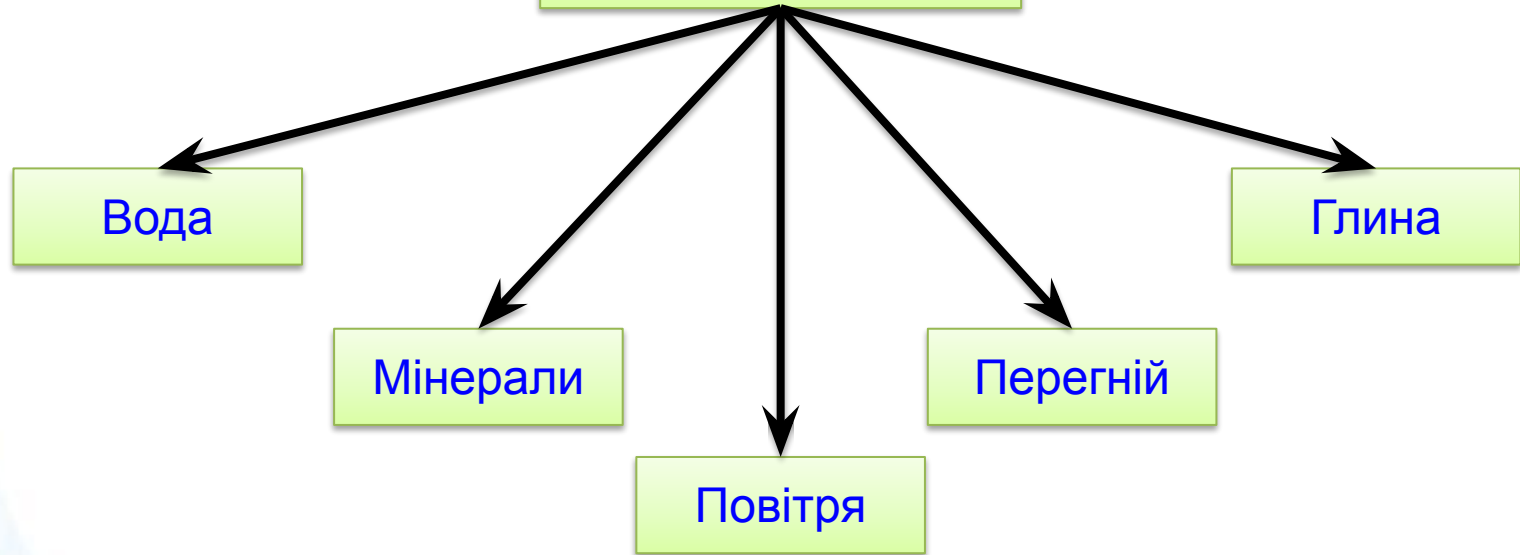 Вода
Глина
Мінерали
Перегній
Повітря